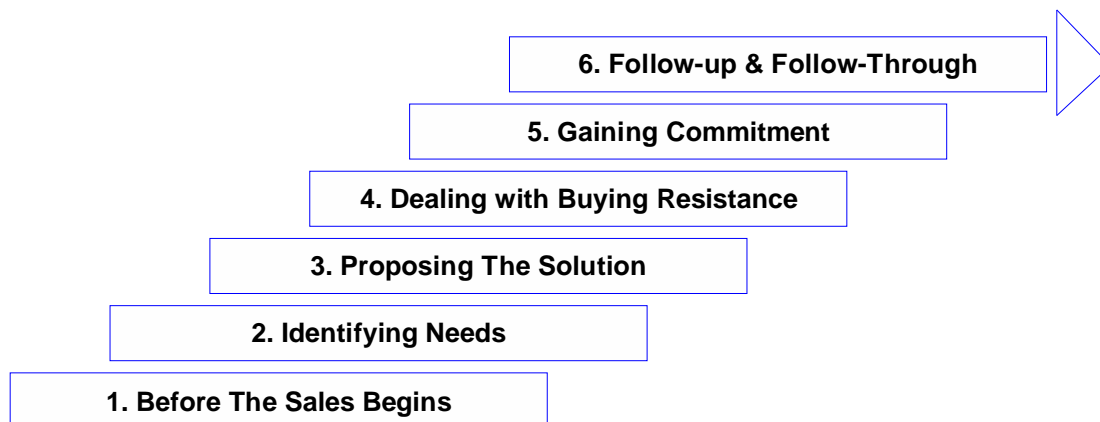 6. Follow-up & Follow-Through
5. Gaining Commitment
4. Dealing with Buying Resistance
3. Proposing The Solution
2. Identifying Needs
1. Before The Sales Begins